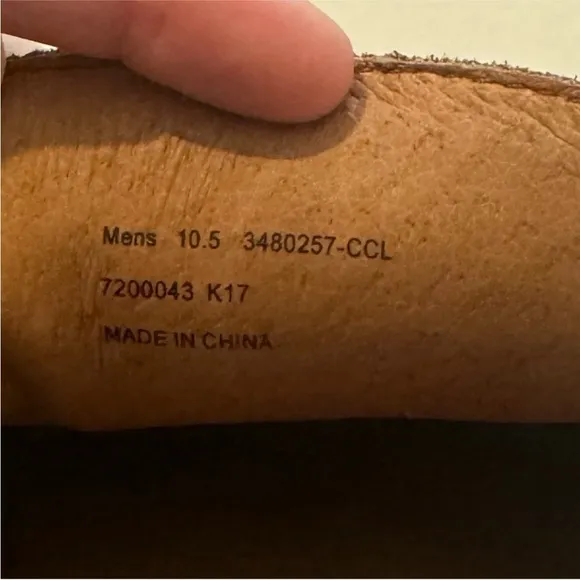 Mens 10.5 3480257-CCL
7200043 K17
MADE IN CHINA